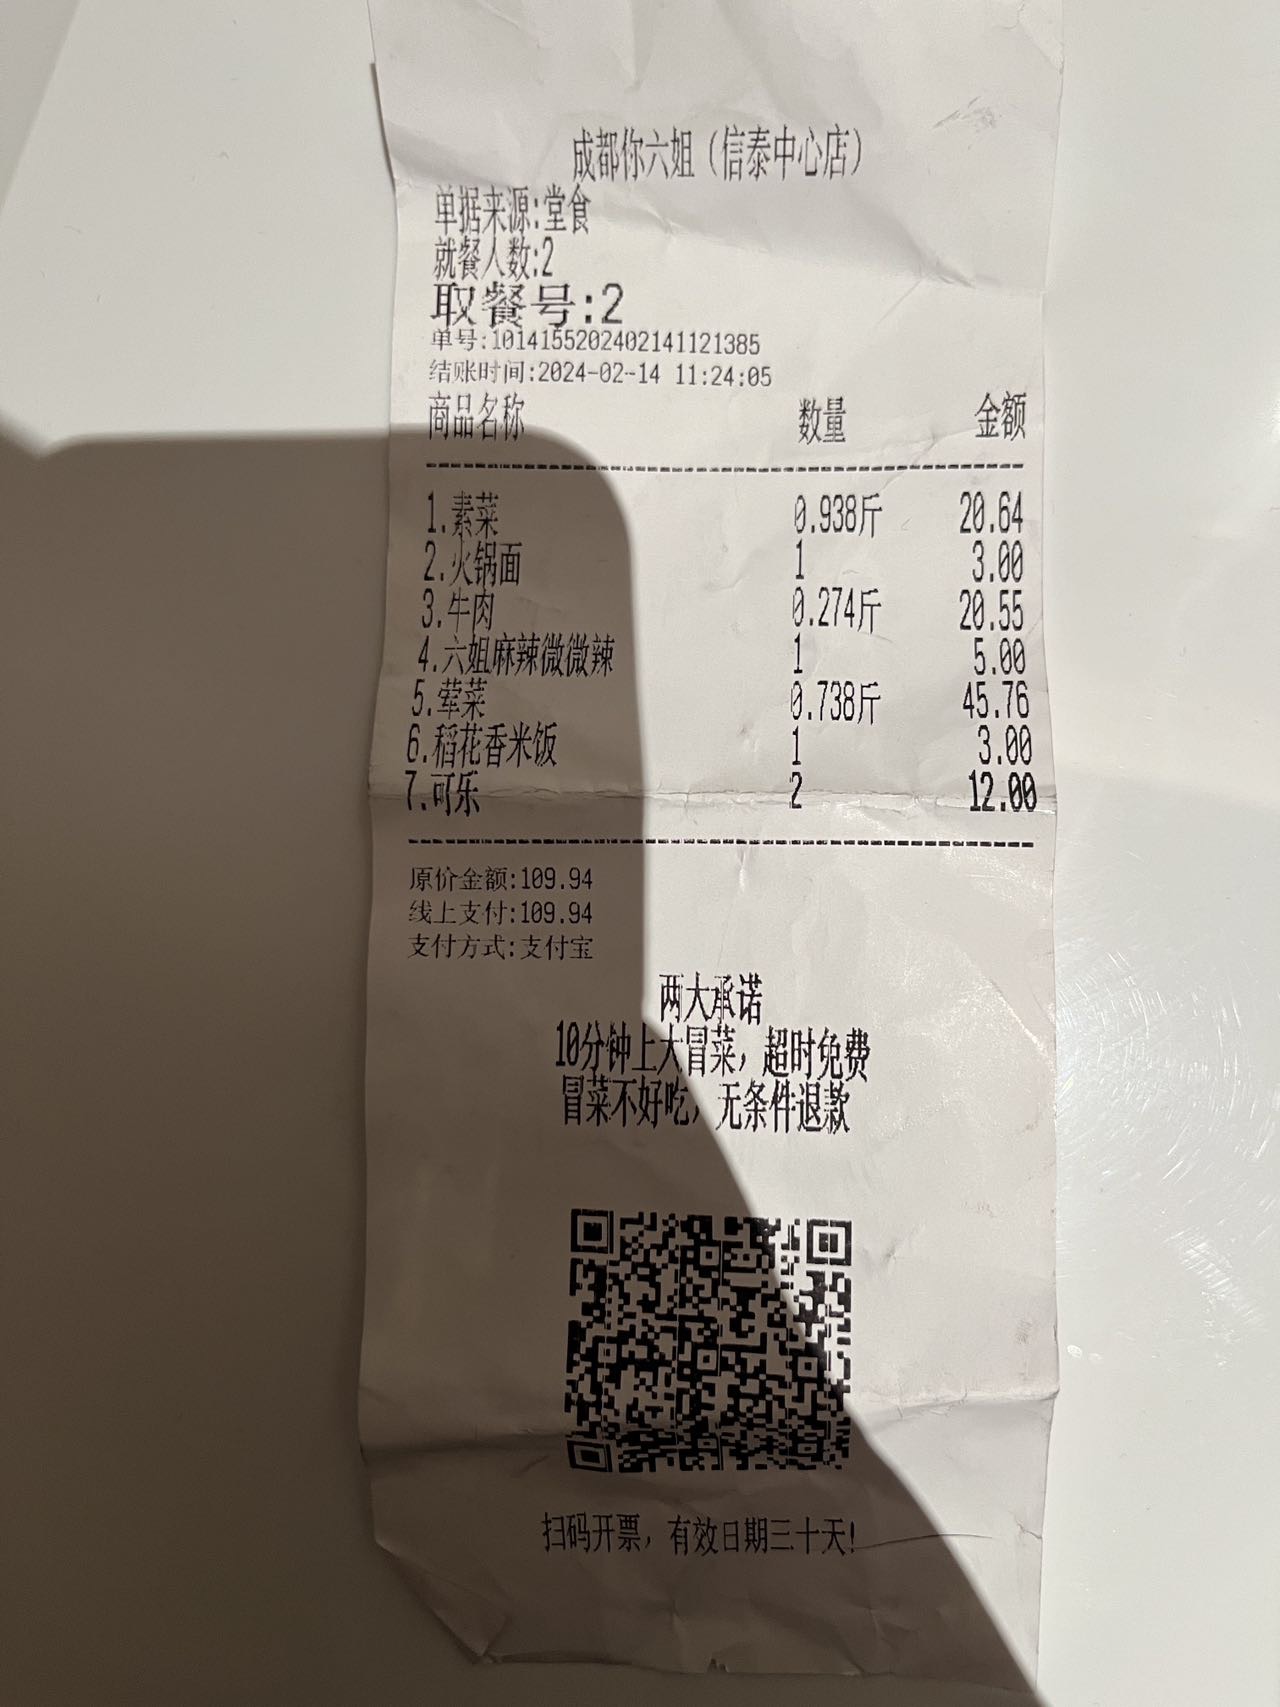 成都你六姐（信泰中心店）
单据来源:堂食
就餐人数:2
取餐号:2
单号:1014155202402141121385
结账时间:2024-02-14 11:24:05
商品名称 数量 金额
1.素菜 0.938斤 20.64
2.火锅面 1 3.00
3.牛肉 0.274斤 20.55
4.六姐麻辣微微辣 1 5.00
5.荤菜 0.738斤 45.76
6.稻花香米饭 1 3.00
7.可乐 2 12.00
原价金额:109.94
线上支付:109.94
支付方式:支付宝
两大承诺
10分钟上大冒菜，超时免费
冒菜不好吃，无条件退款
扫码开票，有效日期三十天!